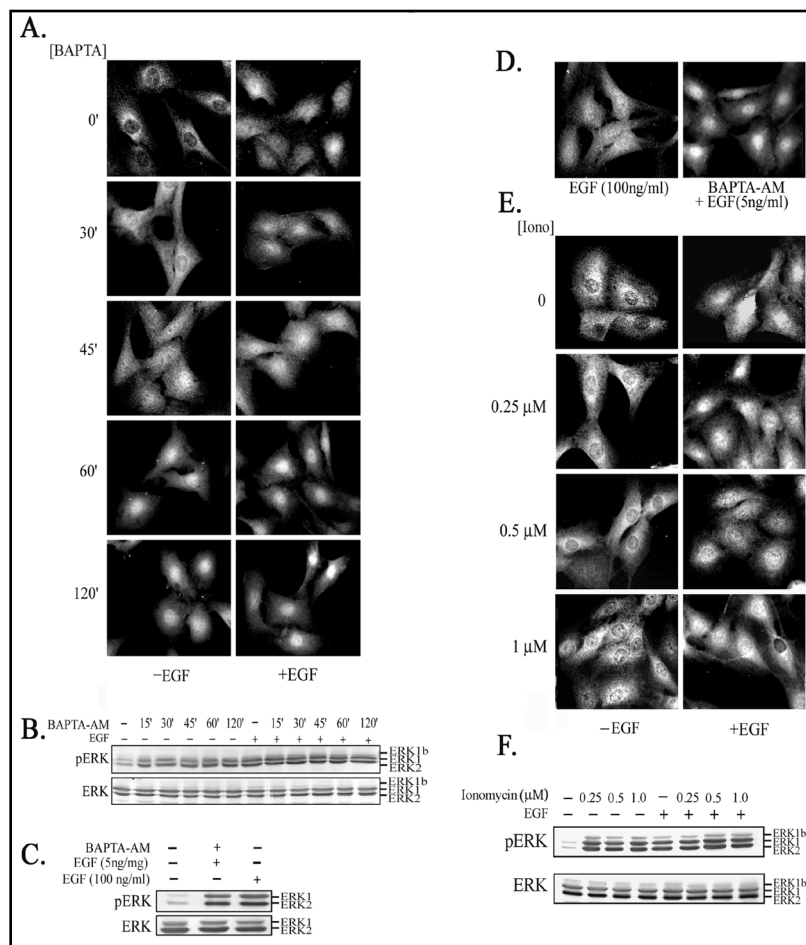 A.
[BAPTA]
0'
30'
45'
60'
120'
−EGF +EGF
B.
BAPTA-AM – 15' 30' 45' 60' 120' – 15' 30' 45' 60' 120'
EGF – – – – – – + + + + + +
pERK
ERK1b
ERK1
ERK2
ERK
ERK1b
ERK1
ERK2
C.
BAPTA-AM – + –
EGF (5ng/mg) – + –
EGF (100 ng/ml) – – +
pERK
ERK1
ERK2
ERK
ERK1
ERK2
D.
EGF (100ng/ml)
BAPTA-AM
+ EGF(5ng/ml)
E.
[Iono]
0
0.25 µM
0.5 µM
1 µM
−EGF +EGF
F.
Ionomycin (µM) – 0.25 0.5 1.0 – 0.25 0.5 1.0
EGF – – – – + + + +
pERK
ERK1b
ERK1
ERK2
ERK
ERK1b
ERK1
ERK2